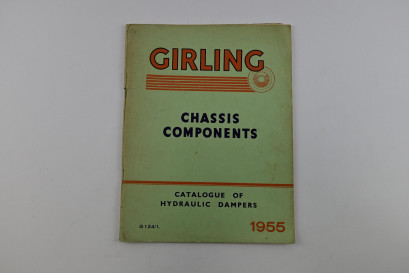 GIRLING
CHASSIS
COMPONENTS
CATALOGUE OF
HYDRAULIC DAMPERS
1955